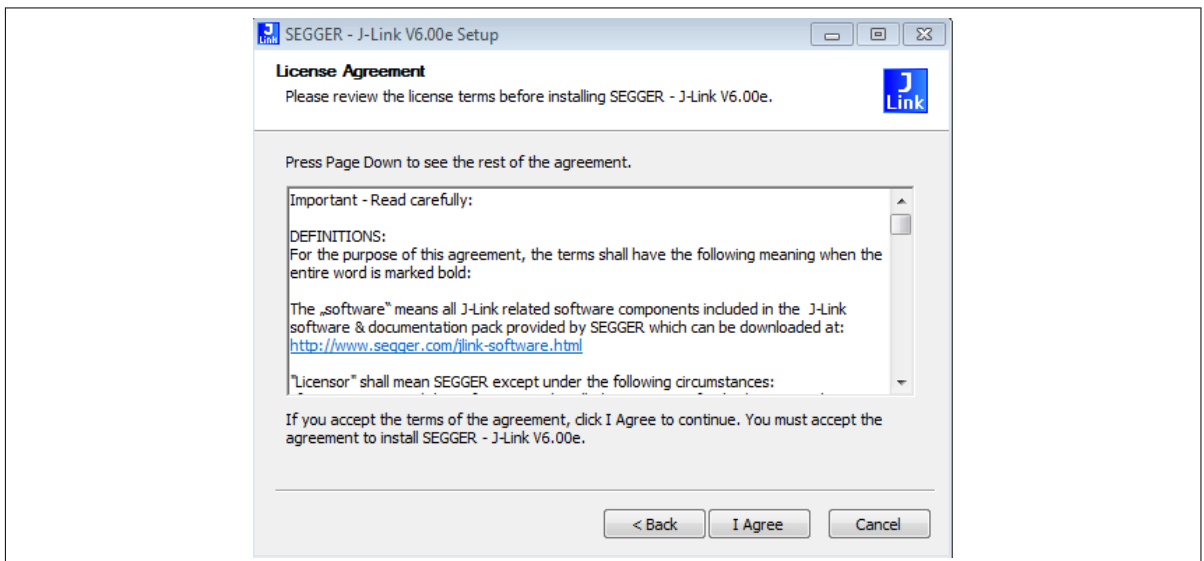 J
Link
SEGGER - J-Link V6.00e Setup
License Agreement
Please review the license terms before installing SEGGER - J-Link V6.00e.
J
Link
Press Page Down to see the rest of the agreement.
Important - Read carefully:
DEFINITIONS:
For the purpose of this agreement, the terms shall have the following meaning when the
entire word is marked bold:
The „software“ means all J-Link related software components included in the J-Link
software & documentation pack provided by SEGGER which can be downloaded at:
http://www.segger.com/jlink-software.html
"Licensor" shall mean SEGGER except under the following circumstances:
If you accept the terms of the agreement, click I Agree to continue. You must accept the
agreement to install SEGGER - J-Link V6.00e.
< Back
I Agree
Cancel